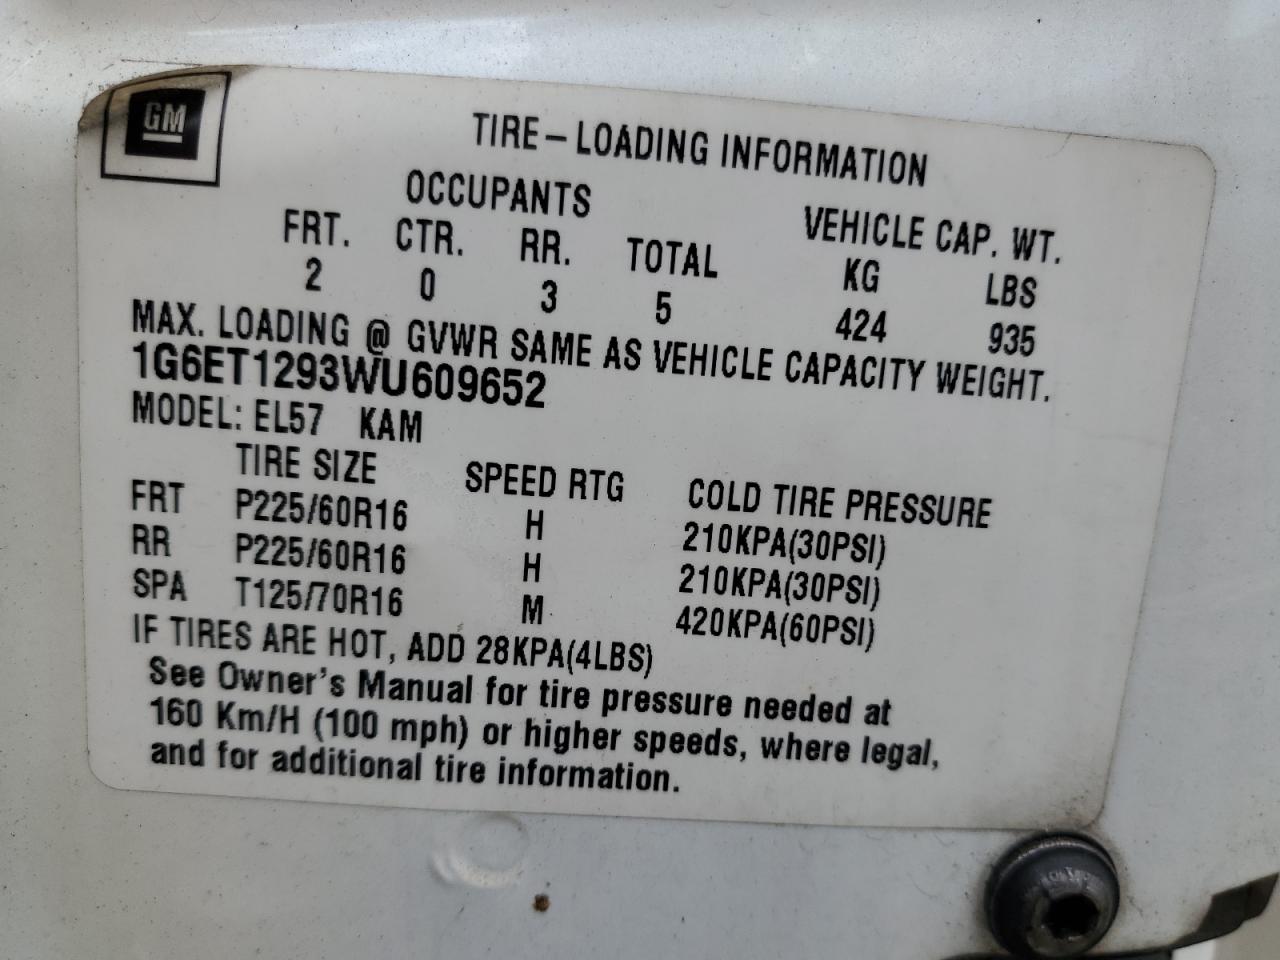 GM
TIRE-LOADING INFORMATION
OCCUPANTS VEHICLE CAP. WT.
FRT. CTR. RR. TOTAL KG LBS
2 0 3 5 424 935
MAX. LOADING @ GVWR SAME AS VEHICLE CAPACITY WEIGHT.
1G6ET1293WU609652
MODEL: EL57 KAM
TIRE SIZE SPEED RTG COLD TIRE PRESSURE
FRT P225/60R16 H 210KPA(30PSI)
RR P225/60R16 H 210KPA(30PSI)
SPA T125/70R16 M 420KPA(60PSI)
IF TIRES ARE HOT, ADD 28KPA(4LBS)
See Owner's Manual for tire pressure needed at
160 Km/H (100 mph) or higher speeds, where legal,
and for additional tire information.